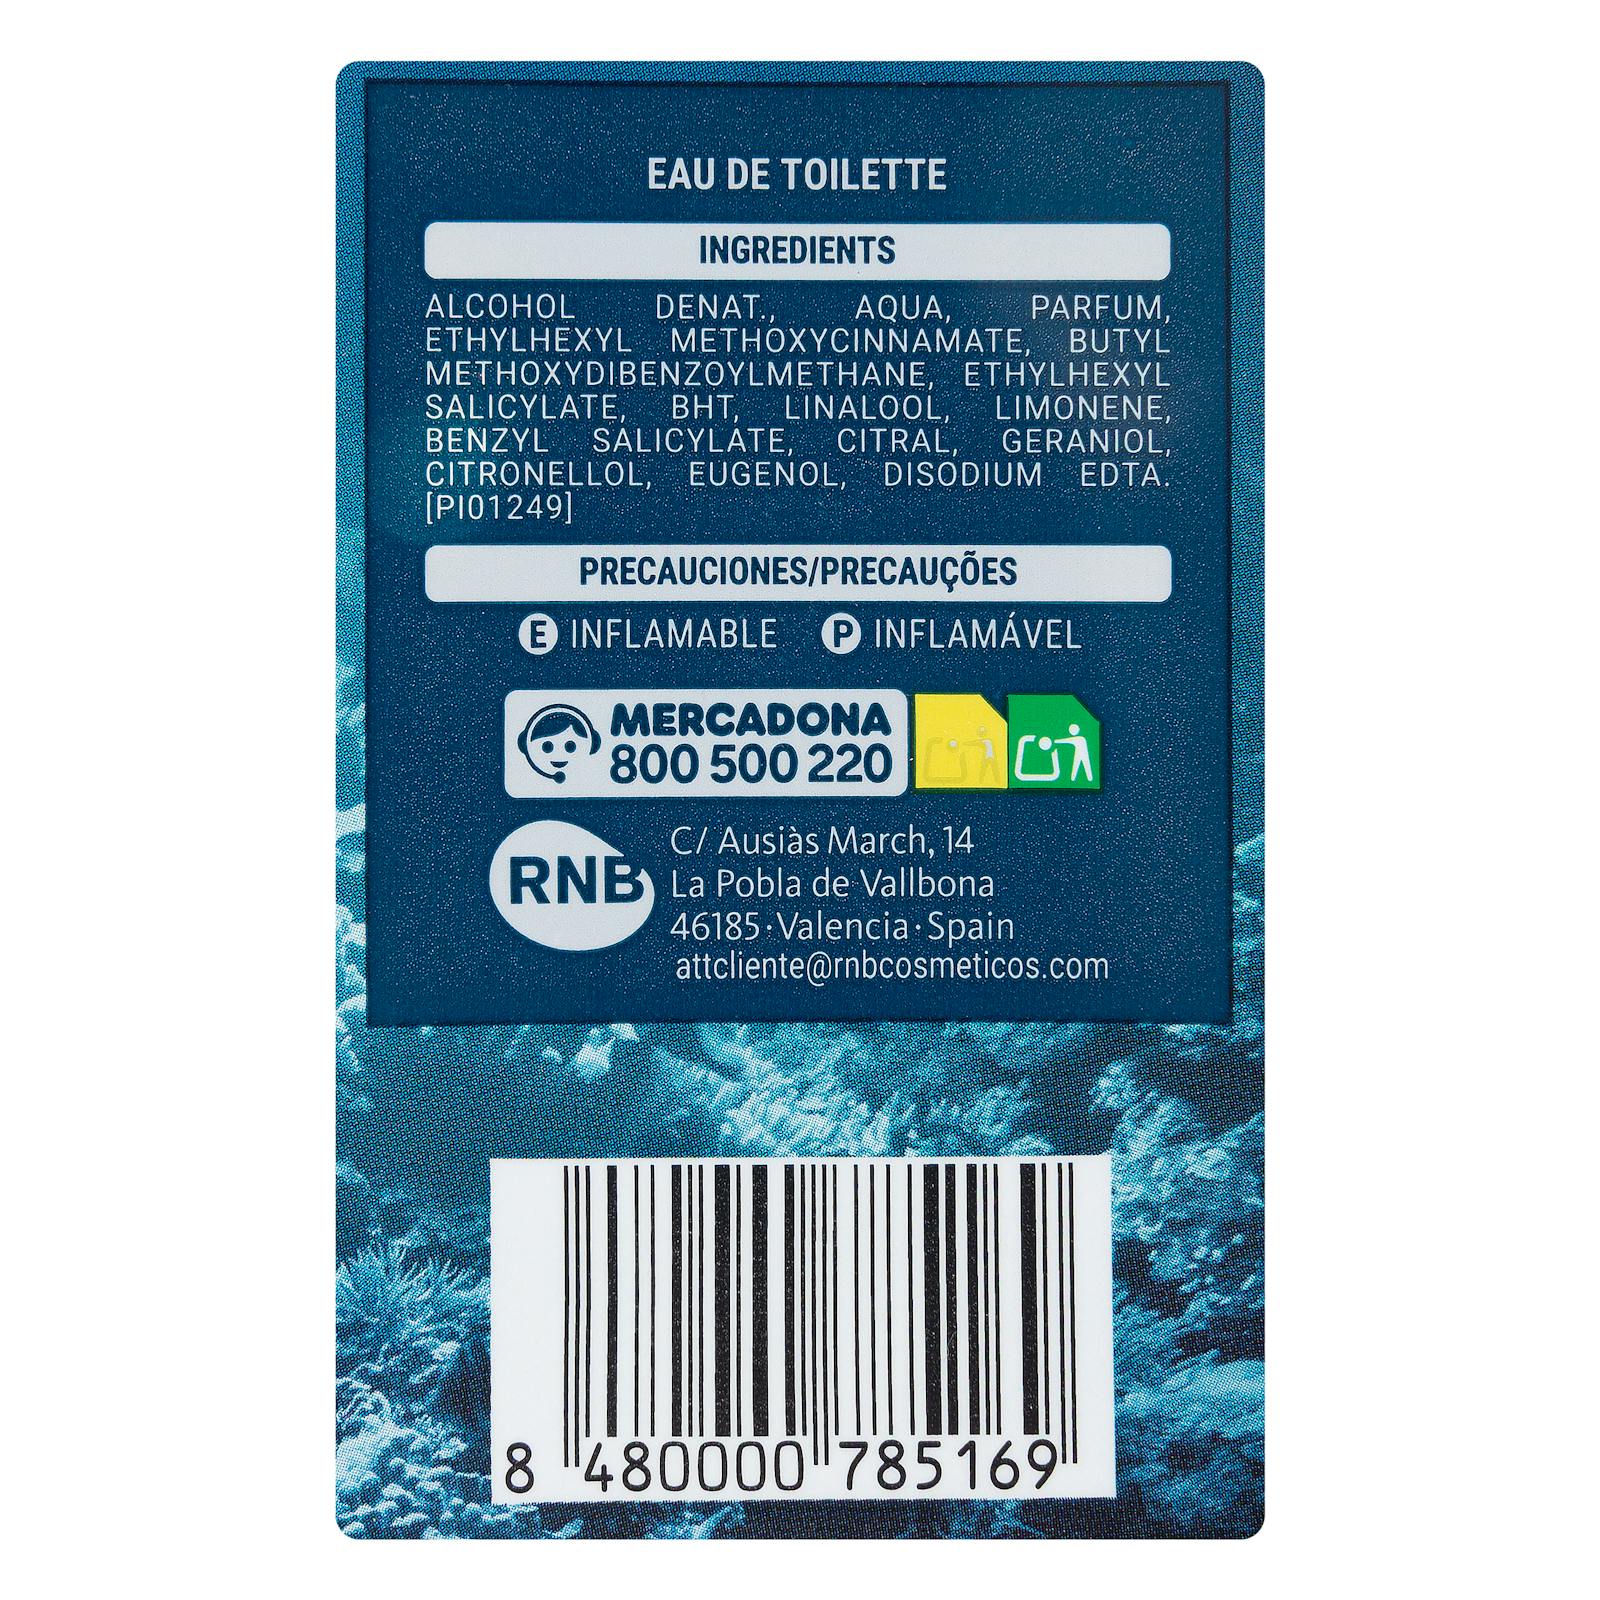 EAU DE TOILETTE
INGREDIENTS
ALCOHOL DENAT., AQUA, PARFUM,
ETHYLHEXYL METHOXYCINNAMATE, BUTYL
METHOXYDIBENZOYLMETHANE, ETHYLHEXYL
SALICYLATE, BHT, LINALOOL, LIMONENE,
BENZYL SALICYLATE, CITRAL, GERANIOL,
CITRONELLOL, EUGENOL, DISODIUM EDTA.
[PI01249]
PRECAUCIONES/PRECAUÇÕES
E INFLAMABLE P INFLAMÁVEL
MERCADONA
800 500 220
RNB
C/ Ausiàs March, 14
La Pobla de Vallbona
46185·Valencia·Spain
attcliente@rnbcosmeticos.com
8 480000 785169